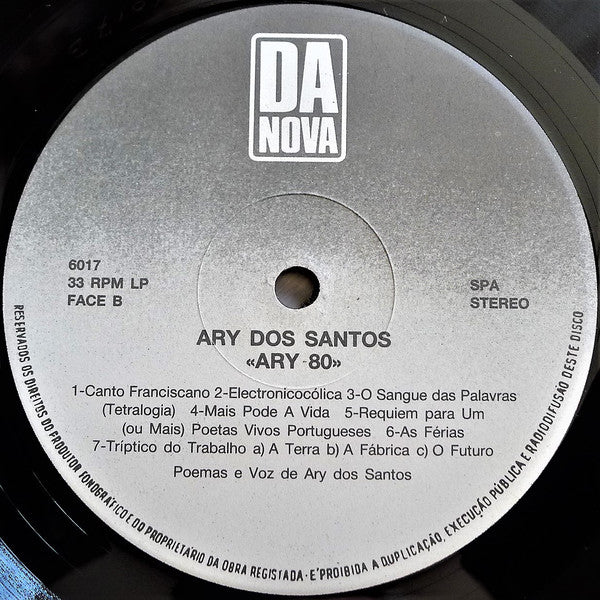 DA
NOVA
6017
33 RPM LP
FACE B
SPA
STEREO
ARY DOS SANTOS
«ARY 80»
1-Canto Franciscano 2-Electronicocólica 3-O Sangue das Palavras
(Tetralogia) 4-Mais Pode A Vida 5-Requiem para Um
(ou Mais) Poetas Vivos Portugueses 6-As Férias
7-Tríptico do Trabalho a) A Terra b) A Fábrica c) O Futuro
Poemas e Voz de Ary dos Santos
RESERVADOS OS DIREITOS DO PRODUTOR FONOGRÁFICO E DO PROPRIETÁRIO DA OBRA REGISTADA - E'PROIBIDA A DUPLICAÇÃO, EXECUÇÃO PÚBLICA E RADIODIFUSÃO DESTE DISCO